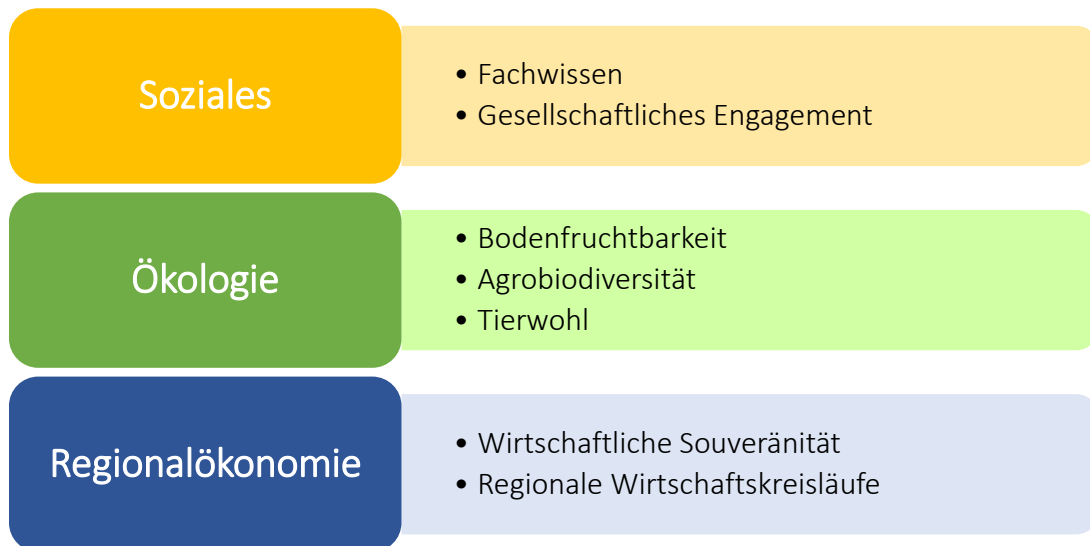 Soziales
• Fachwissen
• Gesellschaftliches Engagement
Ökologie
• Bodenfruchtbarkeit
• Agrobiodiversität
• Tierwohl
Regionalökonomie
• Wirtschaftliche Souveränität
• Regionale Wirtschaftskreisläufe